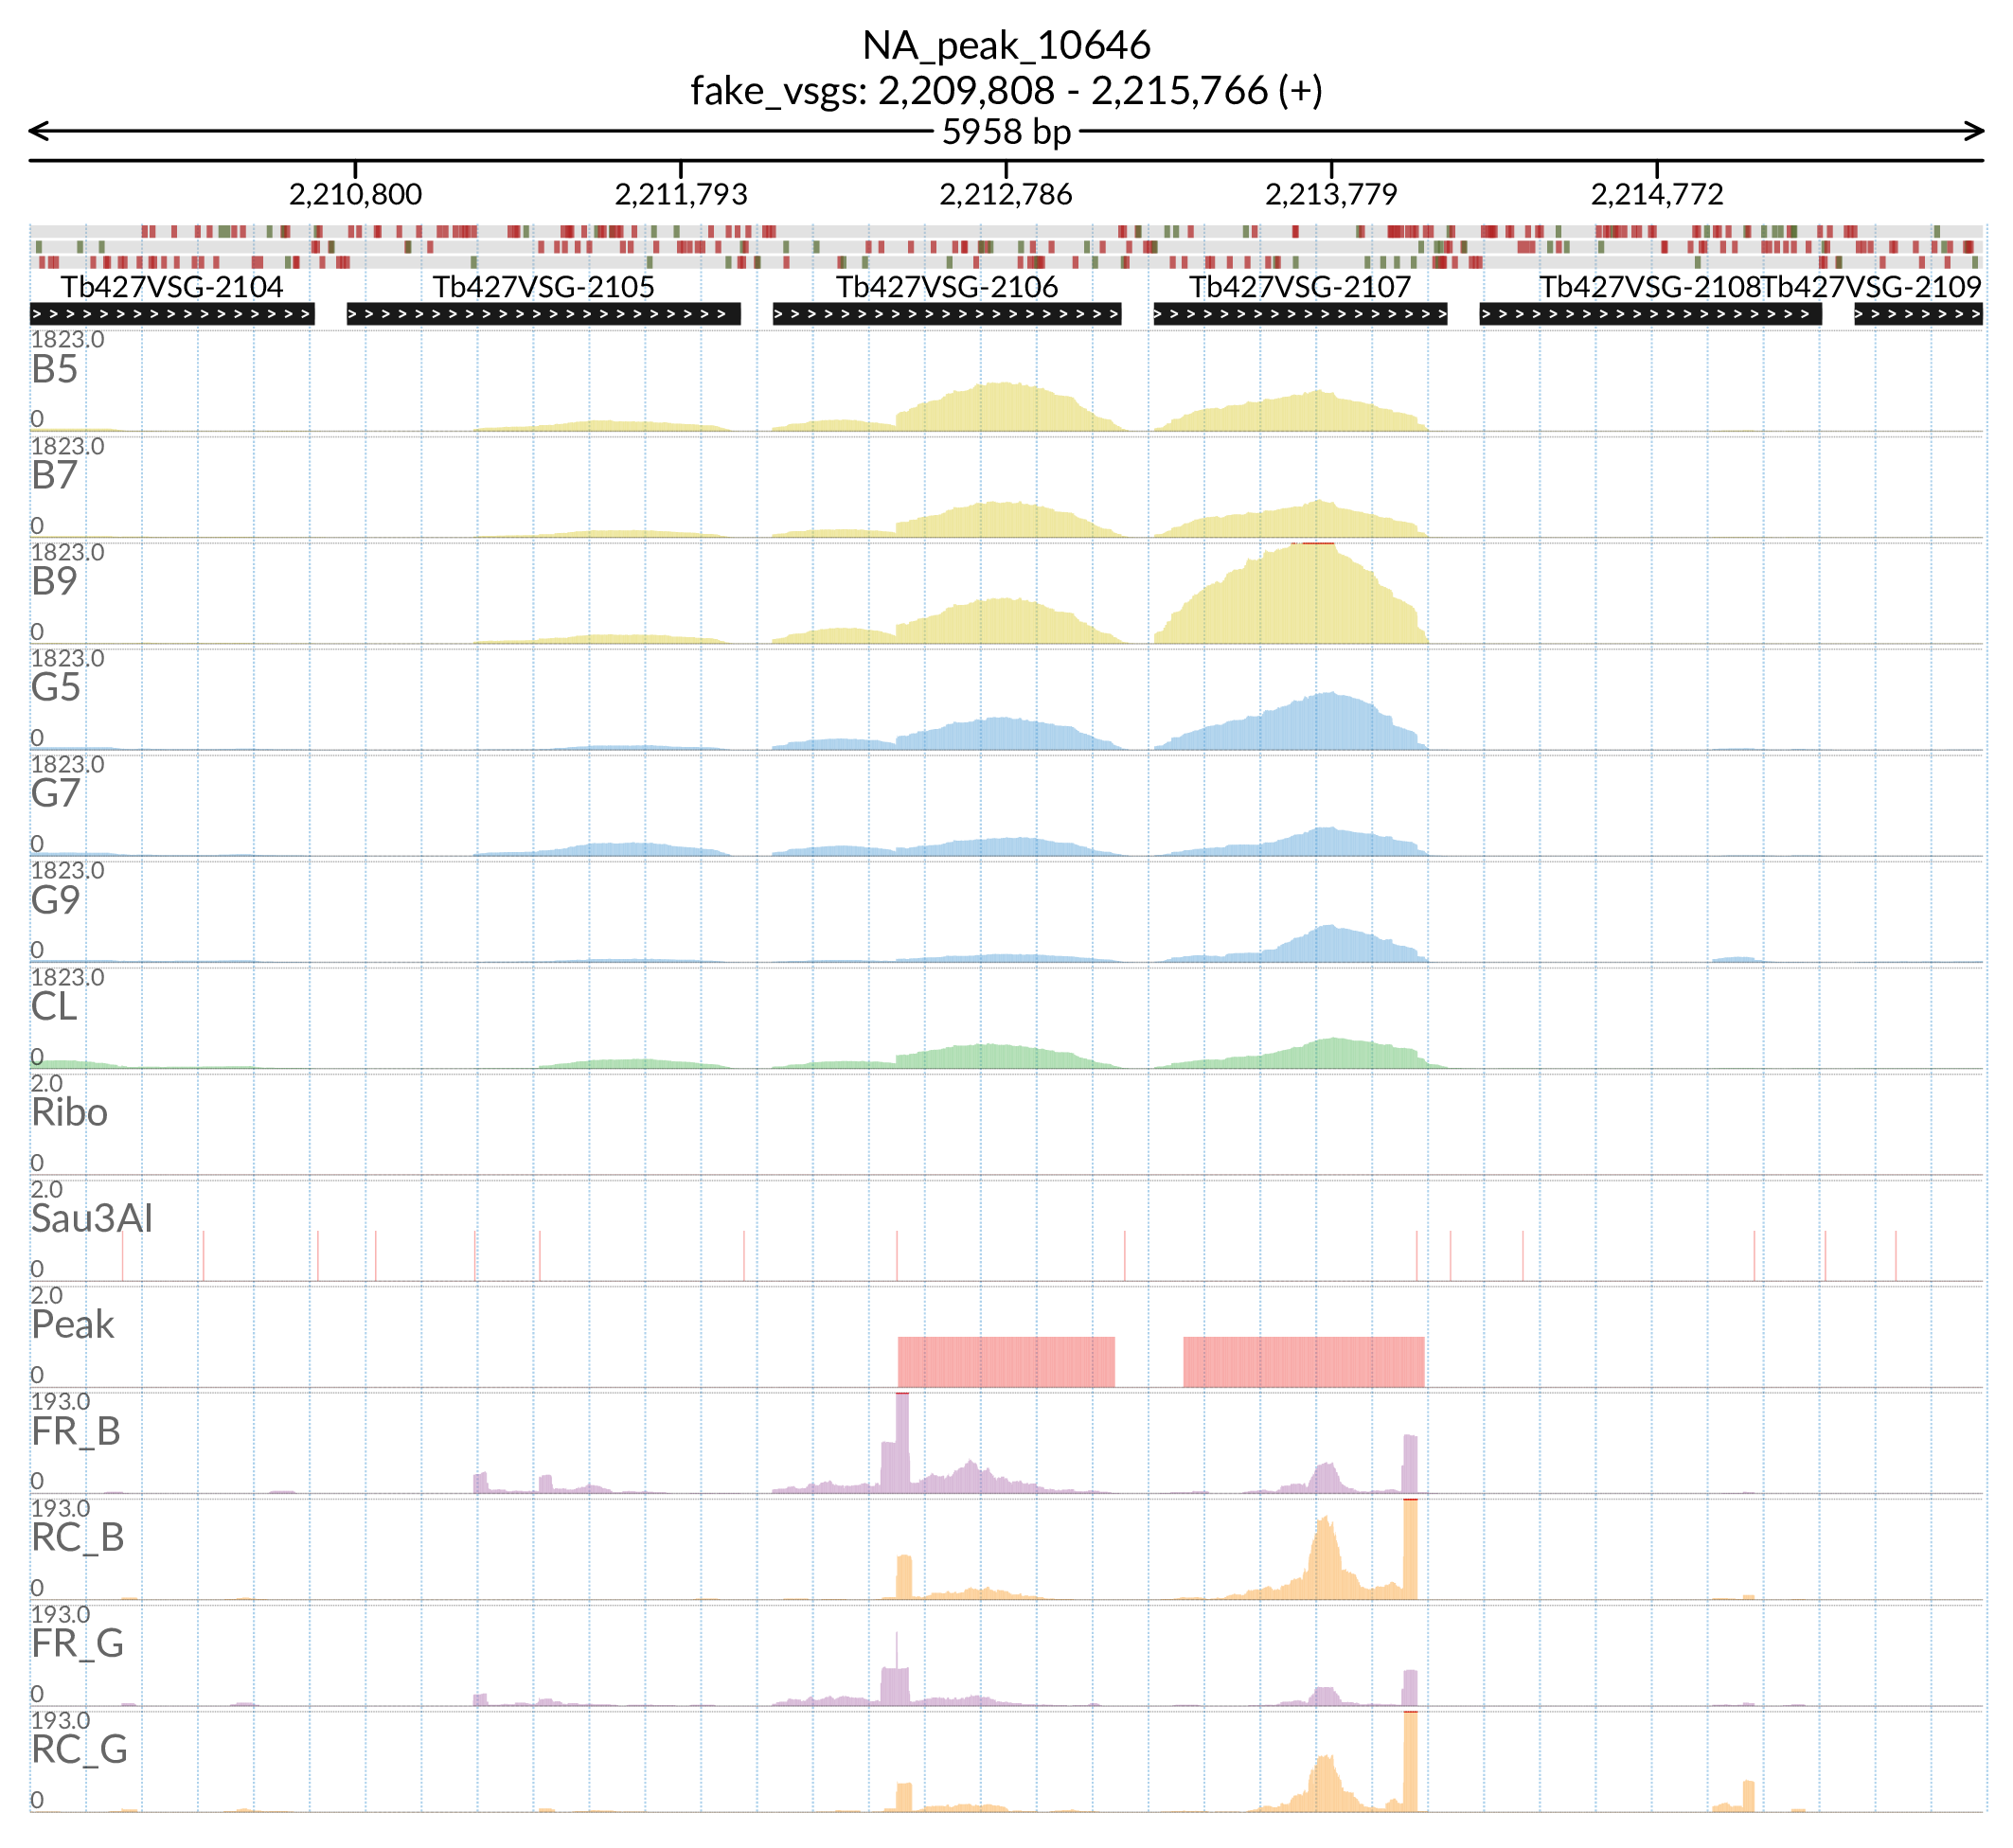 NA_peak_10646
fake_vsgs: 2,209,808 - 2,215,766 (+)
5958 bp
2,210,800 2,211,793 2,212,786 2,213,779 2,214,772
Tb427VSG-2104 Tb427VSG-2105 Tb427VSG-2106 Tb427VSG-2107 Tb427VSG-2108 Tb427VSG-2109
1823.0
B5
0
1823.0
B7
0
1823.0
B9
0
1823.0
G5
0
1823.0
G7
0
1823.0
G9
0
1823.0
CL
0
2.0
Ribo
0
2.0
Sau3AI
0
2.0
Peak
0
193.0
FR_B
0
193.0
RC_B
0
193.0
FR_G
0
193.0
RC_G
0